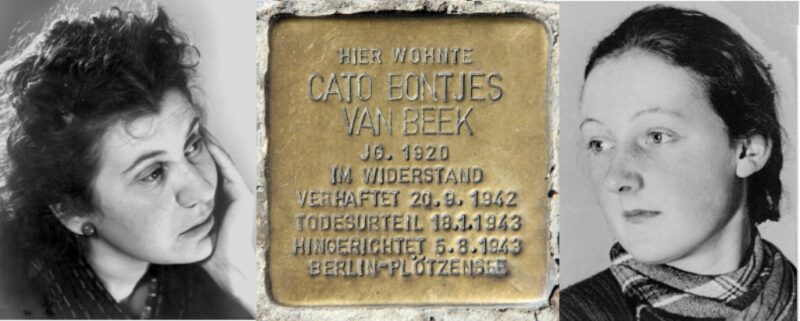 HIER WOHNTE
CATO BONTJES
VAN BEEK
JG. 1920
IM WIDERSTAND
VERHAFTET 20.9.1942
TODESURTEIL 18.1.1943
HINGERICHTET 5.8.1943
BERLIN-PLÖTZENSEE